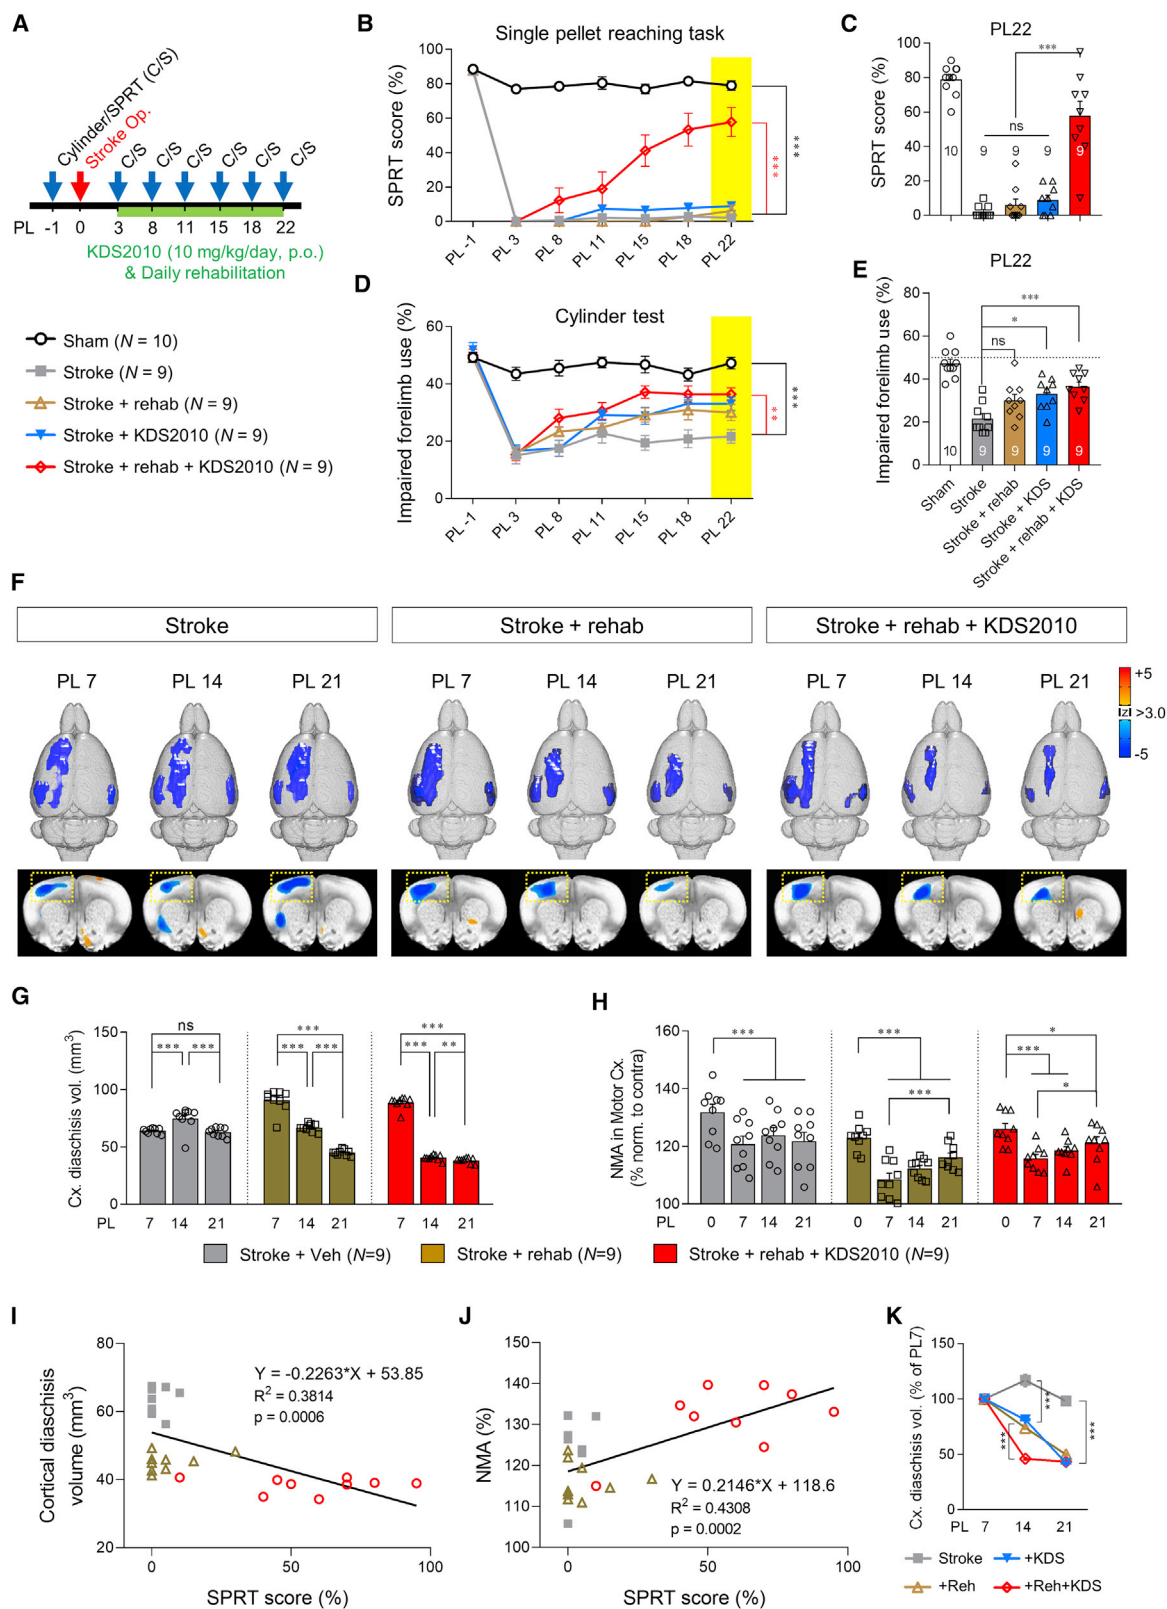 A
Cylinder/SPRT (C/S)
Stroke Op.
C/S
C/S
C/S
C/S
C/S
C/S
PL -1 0 3 8 11 15 18 22
KDS2010 (10 mg/kg/day, p.o.)
& Daily rehabilitation
Sham (N = 10)
Stroke (N = 9)
Stroke + rehab (N = 9)
Stroke + KDS2010 (N = 9)
Stroke + rehab + KDS2010 (N = 9)
B
Single pellet reaching task
SPRT score (%)
100
80
60
40
20
0
PL -1
PL 3
PL 8
PL 11
PL 15
PL 18
PL 22
***
***
C
PL22
SPRT score (%)
100
80
60
40
20
0
***
ns
10 9 9 9 9
D
Cylinder test
Impaired forelimb use (%)
60
40
20
0
PL -1
PL 3
PL 8
PL 11
PL 15
PL 18
PL 22
**
***
E
PL22
Impaired forelimb use (%)
80
60
40
20
0
***
*
ns
10 9 9 9 9
Sham
Stroke
Stroke + rehab
Stroke + KDS
Stroke + rehab + KDS
F
Stroke
Stroke + rehab
Stroke + rehab + KDS2010
PL 7 PL 14 PL 21
PL 7 PL 14 PL 21
PL 7 PL 14 PL 21
+5
|z| >3.0
-5
G
Cx. diaschisis vol. (mm³)
150
100
50
0
ns
*** ***
***
*** ***
***
*** **
PL 7 14 21 7 14 21 7 14 21
H
NMA in Motor Cx.
(% norm. to contra)
160
140
120
100
***
***
***
*
***
*
PL 0 7 14 21 0 7 14 21 0 7 14 21
Stroke + Veh (N=9)
Stroke + rehab (N=9)
Stroke + rehab + KDS2010 (N=9)
I
Cortical diaschisis
volume (mm³)
80
60
40
20
0 50 100
SPRT score (%)
Y = -0.2263*X + 53.85
R² = 0.3814
p = 0.0006
J
NMA (%)
150
140
130
120
110
100
0 50 100
SPRT score (%)
Y = 0.2146*X + 118.6
R² = 0.4308
p = 0.0002
K
Cx. diaschisis vol. (% of PL7)
150
100
50
0
***
***
***
PL 7 14 21
Stroke
+KDS
+Reh
+Reh+KDS